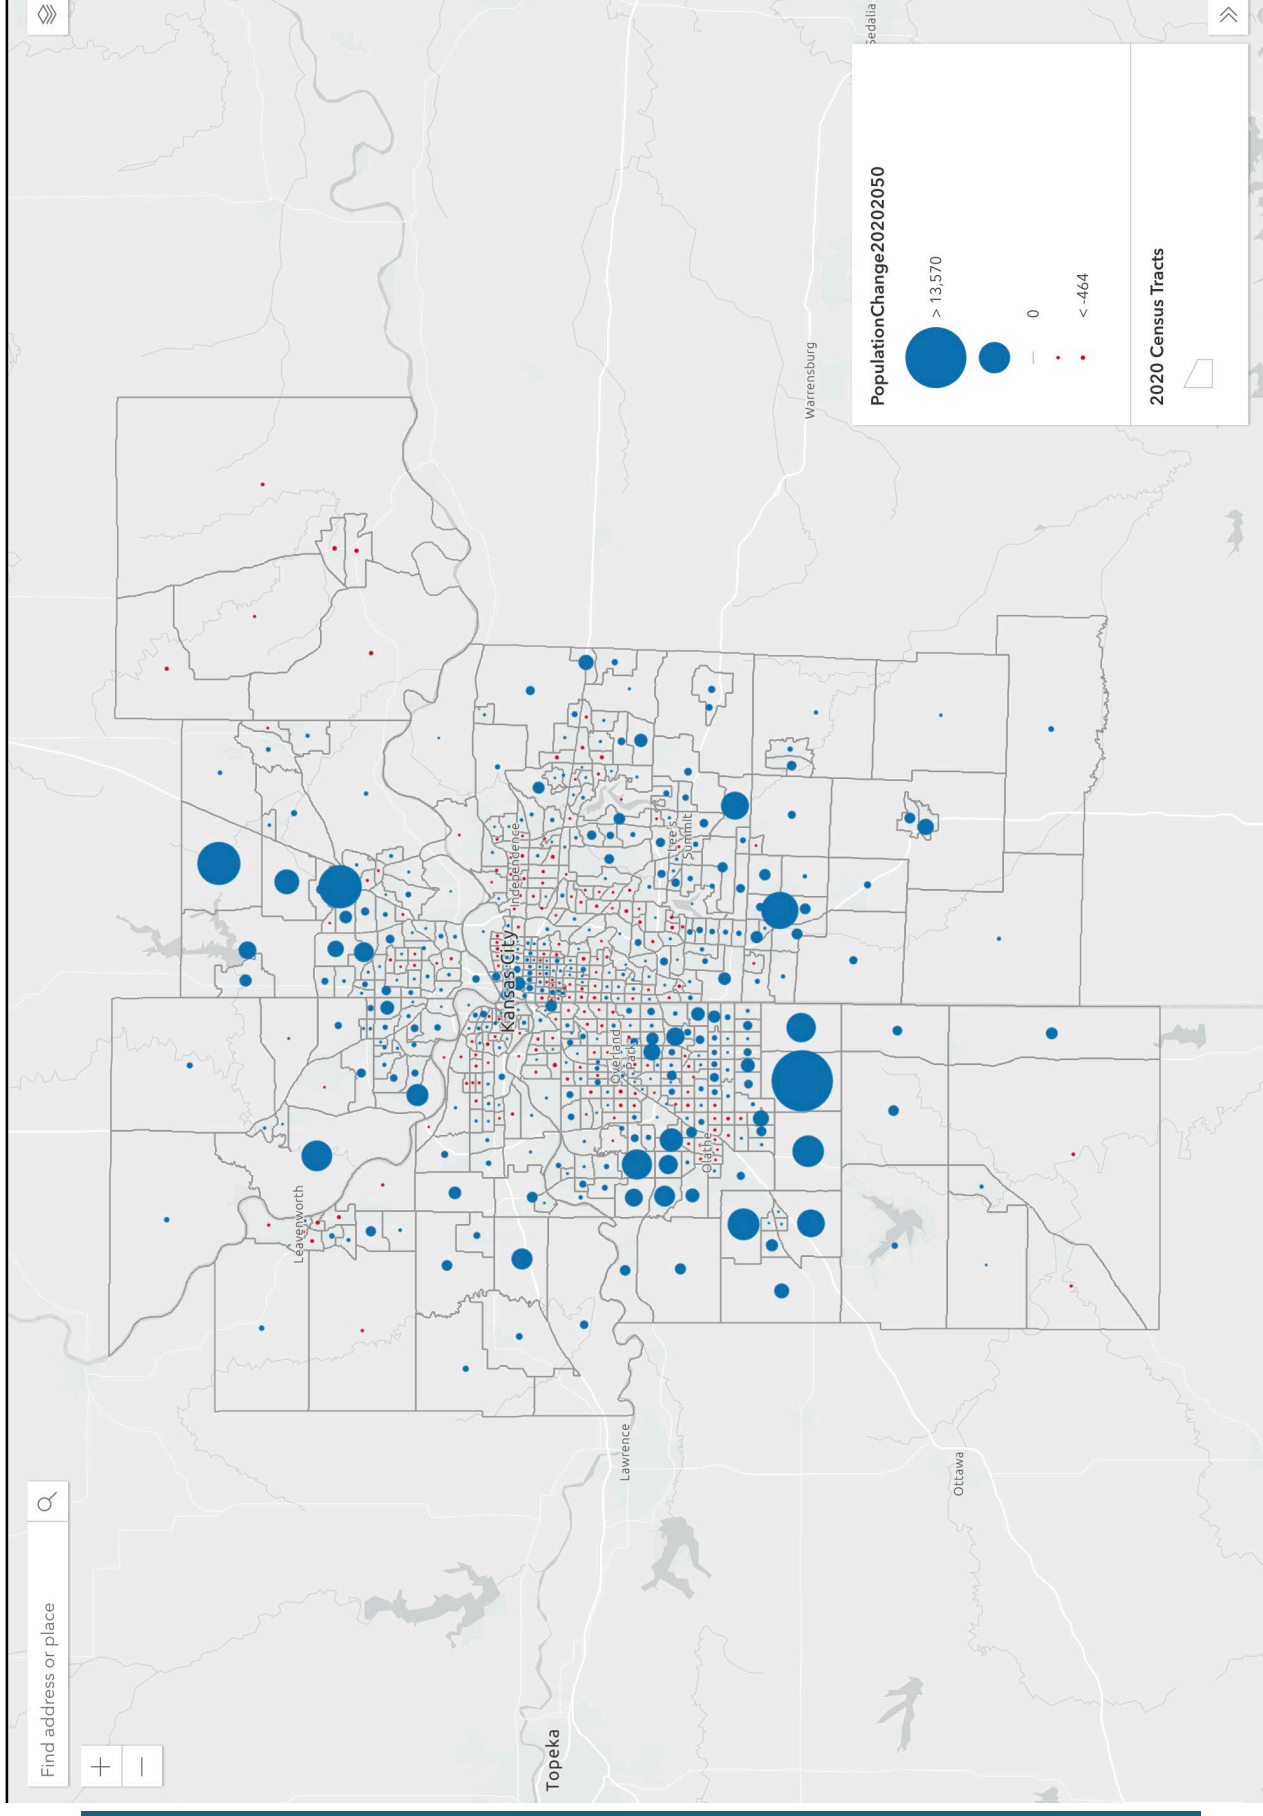 Find address or place
Topeka
Lawrence
Ottawa
Leavenworth
Kansas City
Independence
Overland
Park
Olathe
Lee's
Summit
Warrensburg
Sedalia
PopulationChange20202050
> 13,570
0
< -464
2020 Census Tracts